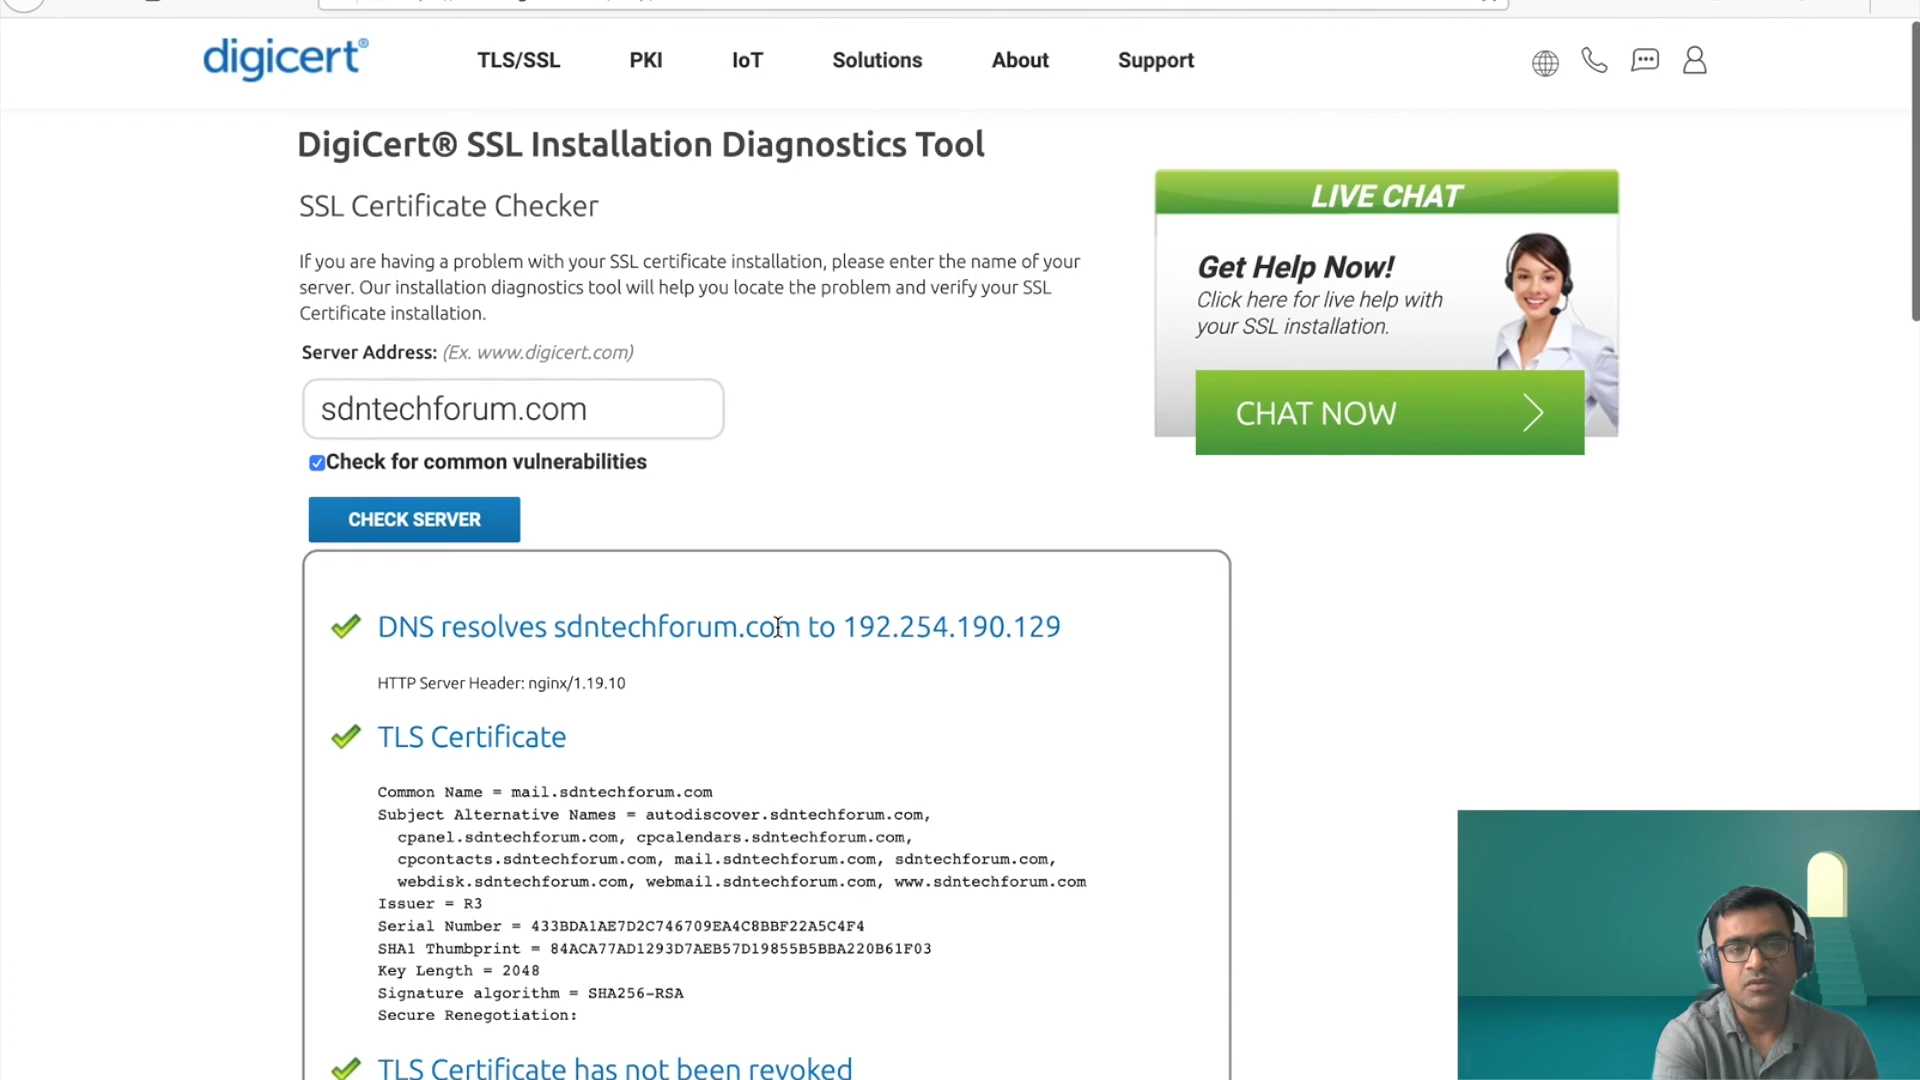 digicert®
TLS/SSL
PKI
IoT
Solutions
About
Support
DigiCert® SSL Installation Diagnostics Tool
SSL Certificate Checker
If you are having a problem with your SSL certificate installation, please enter the name of your
server. Our installation diagnostics tool will help you locate the problem and verify your SSL
Certificate installation.
Server Address: (Ex. www.digicert.com)
sdntechforum.com
Check for common vulnerabilities
CHECK SERVER
LIVE CHAT
Get Help Now!
Click here for live help with
your SSL installation.
CHAT NOW
DNS resolves sdntechforum.com to 192.254.190.129
HTTP Server Header: nginx/1.19.10
TLS Certificate
Common Name = mail.sdntechforum.com
Subject Alternative Names = autodiscover.sdntechforum.com,
cpanel.sdntechforum.com, cpcalendars.sdntechforum.com,
cpcontacts.sdntechforum.com, mail.sdntechforum.com, sdntechforum.com,
webdisk.sdntechforum.com, webmail.sdntechforum.com, www.sdntechforum.com
Issuer = R3
Serial Number = 433BDA1AE7D2C746709EA4C8BBF22A5C4F4
SHA1 Thumbprint = 84ACA77AD1293D7AEB57D19855B5BBA220B61F03
Key Length = 2048
Signature algorithm = SHA256-RSA
Secure Renegotiation:
TLS Certificate has not been revoked